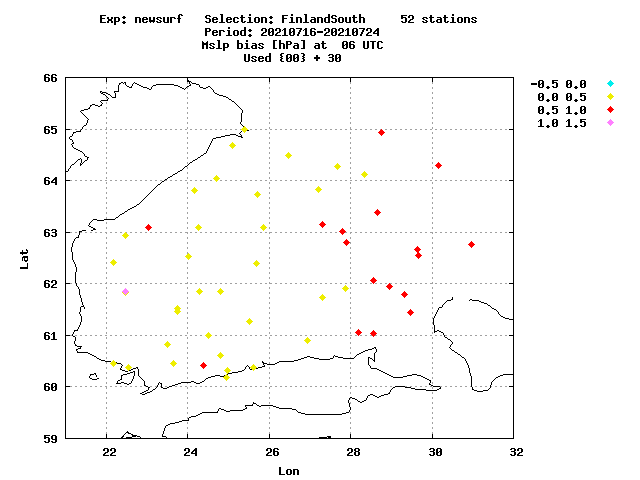 Exp: newsurf   Selection: FinlandSouth     52 stations
Period: 20210716-20210724
Mslp bias [hPa] at  06 UTC
Used {00} + 30
-0.5 0.0
0.0 0.5
0.5 1.0
1.0 1.5
66
65
64
63
62
61
60
59
Lat
22 24 26 28 30 32
Lon